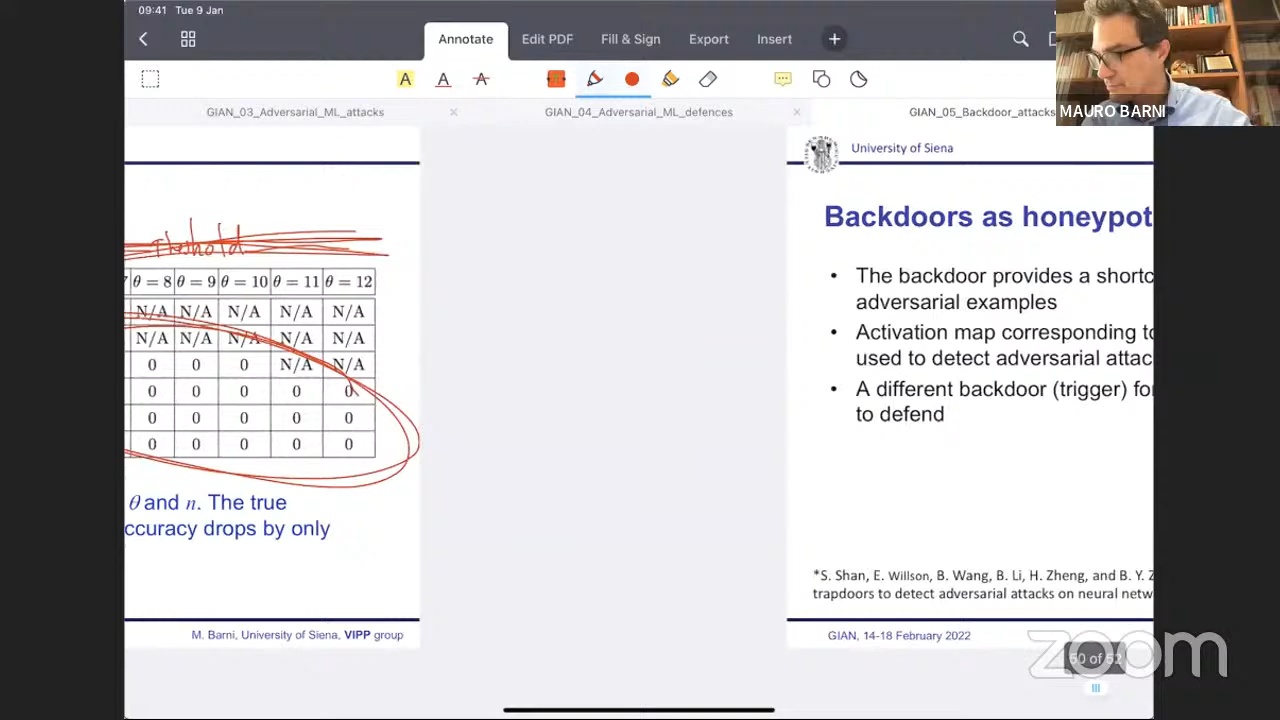 09:41 Tue 9 Jan
Annotate Edit PDF Fill & Sign Export Insert
A A A
GIAN_03_Adversarial_ML_attacks
GIAN_04_Adversarial_ML_defences
GIAN_05_Backdoor_attacks
MAURO BARNI
Theshold
7 θ = 8 θ = 9 θ = 10 θ = 11 θ = 12
N/A N/A N/A N/A N/A
N/A N/A N/A N/A N/A
0 0 0 N/A N/A
0 0 0 0 0
0 0 0 0 0
0 0 0 0 0
θ and n. The true
ccuracy drops by only
M. Barni, University of Siena, VIPP group
University of Siena
Backdoors as honeypot
• The backdoor provides a shortc
adversarial examples
• Activation map corresponding to
used to detect adversarial attac
• A different backdoor (trigger) for
to defend
*S. Shan, E. Willson, B. Wang, B. Li, H. Zheng, and B. Y. Z
trapdoors to detect adversarial attacks on neural netw
GIAN, 14-18 February 2022
50 of 52
zoom